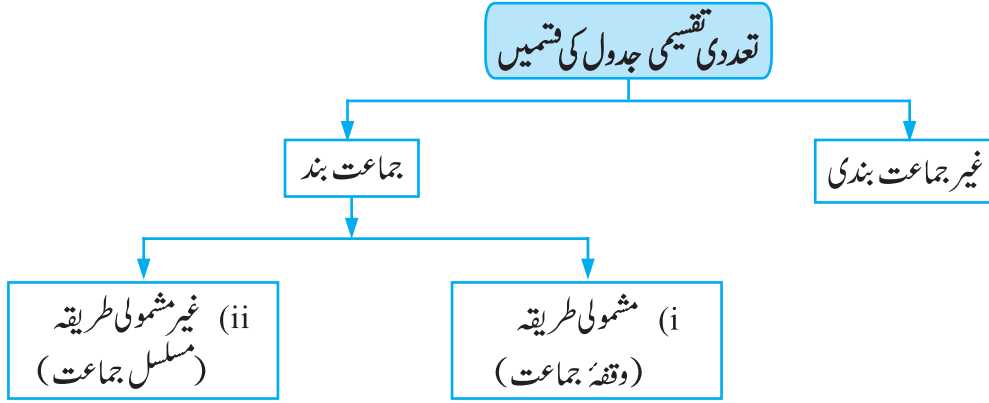 تعددی تقسیمی جدول کی قسمیں
غیر جماعت بندی
جماعت بند
i) مشمولی طریقہ
(وقفۂ جماعت)
ii) غیر مشمولی طریقہ
(مسلسل جماعت)